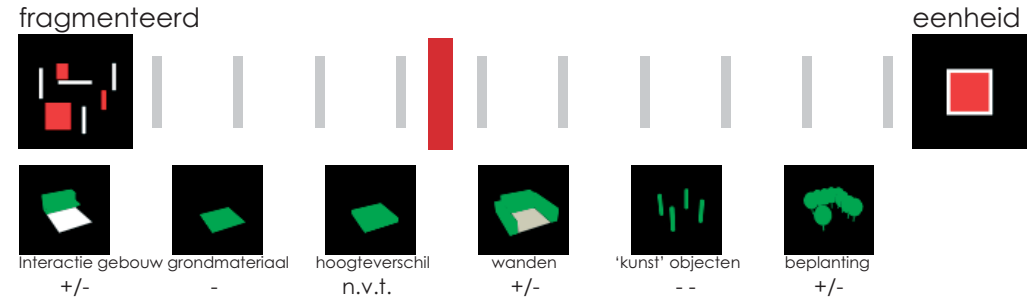 fragmenteerd eenheid
Interactie gebouw grondmateriaal hoogteverschil wanden 'kunst' objecten beplanting
+/- - n.v.t. +/- - - +/-